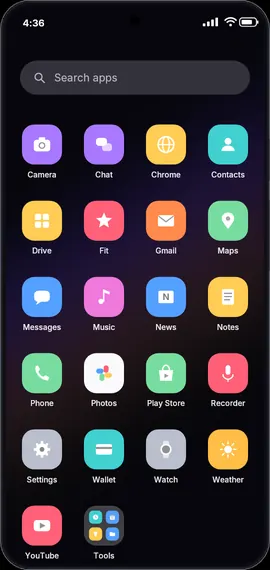 4:36
Search apps
Camera Chat Chrome Contacts
Drive Fit Gmail Maps
Messages Music News Notes
Phone Photos Play Store Recorder
Settings Wallet Watch Weather
YouTube Tools